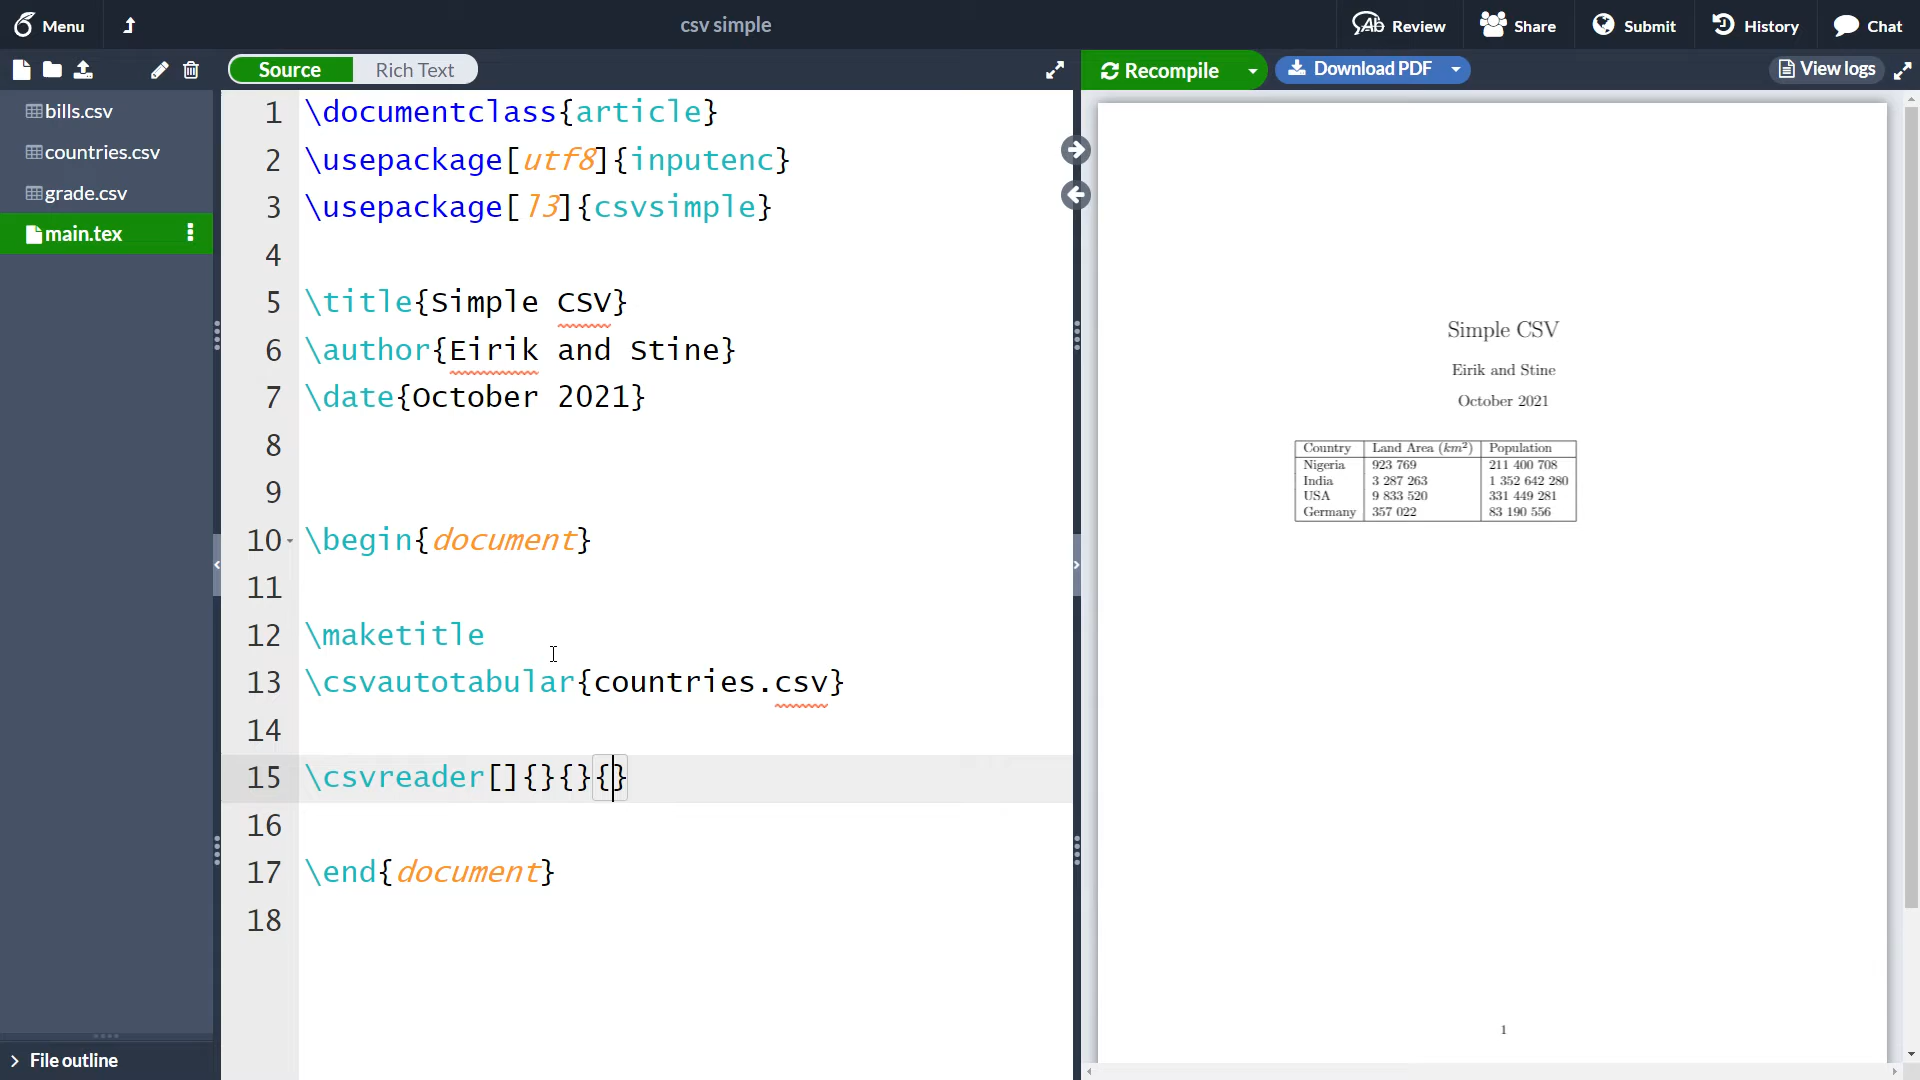 Menu
csv simple
Review
Share
Submit
History
Chat
Source
Rich Text
Recompile
Download PDF
View logs
bills.csv
countries.csv
grade.csv
main.tex
1 \documentclass{article}
2 \usepackage[utf8]{inputenc}
3 \usepackage[l3]{csvsimple}
4
5 \title{Simple CSV}
6 \author{Eirik and Stine}
7 \date{October 2021}
8
9
10 \begin{document}
11
12 \maketitle
13 \csvautotabular{countries.csv}
14
15 \csvreader[]{}{}{}
16
17 \end{document}
18
File outline
Simple CSV
Eirik and Stine
October 2021
Country Land Area (km²) Population
Nigeria 923 769 211 400 708
India 3 287 263 1 352 642 280
USA 9 833 520 331 449 281
Germany 357 022 83 190 556
1